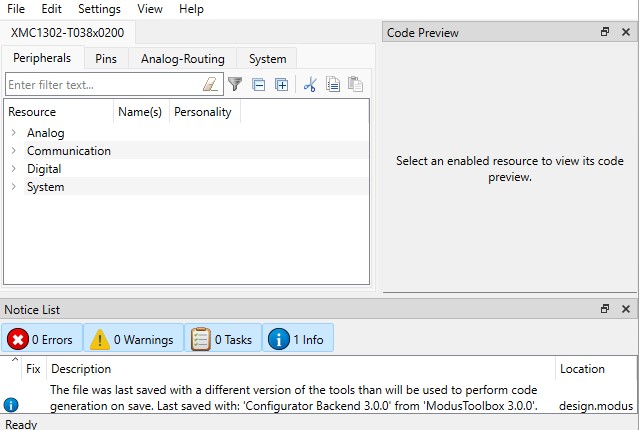 File Edit Settings View Help
XMC1302-T038x0200
Peripherals Pins Analog-Routing System
Enter filter text...
Resource Name(s) Personality
Analog
Communication
Digital
System
Code Preview
Select an enabled resource to view its code
preview.
Notice List
0 Errors 0 Warnings 0 Tasks 1 Info
Fix Description Location
The file was last saved with a different version of the tools than will be used to perform code
generation on save. Last saved with: 'Configurator Backend 3.0.0' from 'ModusToolbox 3.0.0'. design.modus
Ready